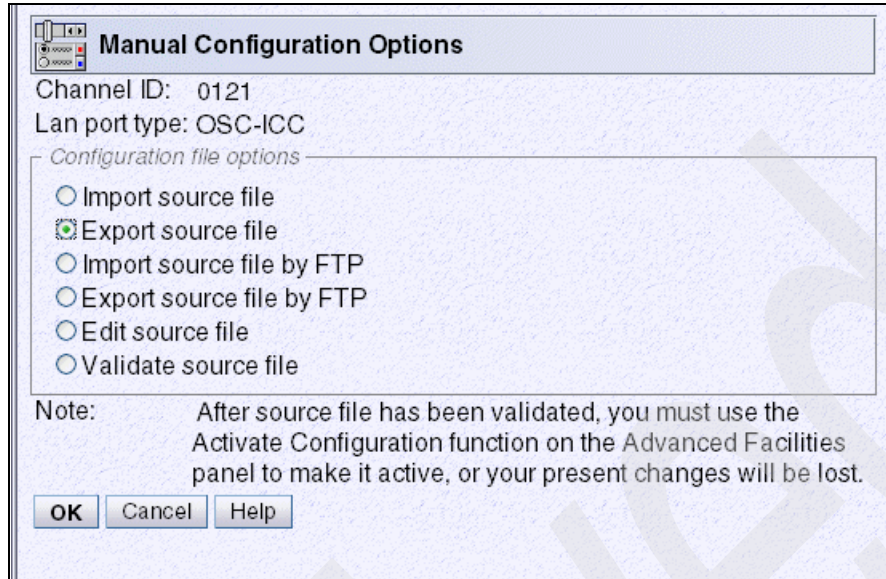 Manual Configuration Options
Channel ID: 0121
Lan port type: OSC-ICC
Configuration file options
Import source file
Export source file
Import source file by FTP
Export source file by FTP
Edit source file
Validate source file
Note: After source file has been validated, you must use the
Activate Configuration function on the Advanced Facilities
panel to make it active, or your present changes will be lost.
OK Cancel Help